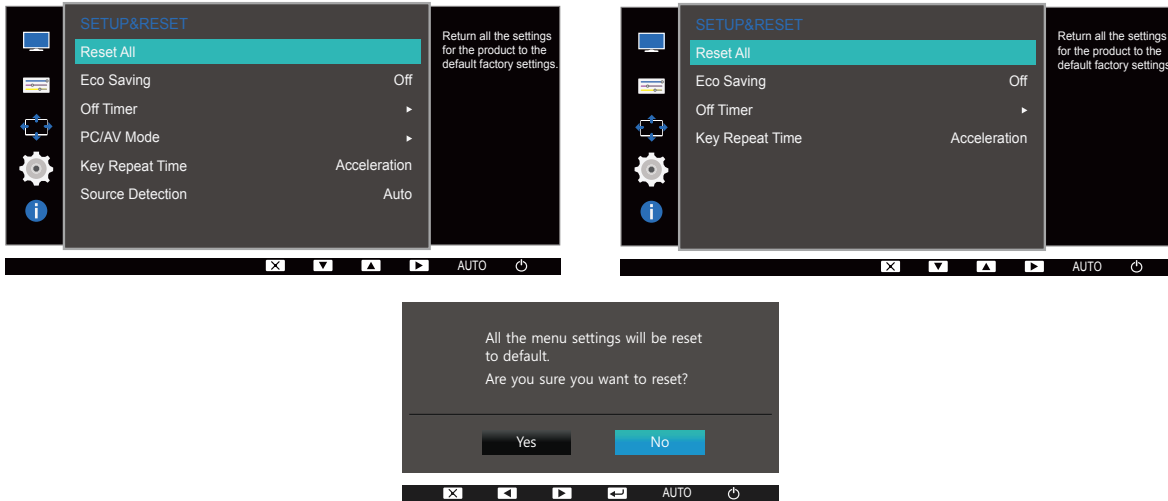 SETUP&RESET
Reset All
Eco Saving Off
Off Timer
PC/AV Mode
Key Repeat Time Acceleration
Source Detection Auto
Return all the settings
for the product to the
default factory settings.
AUTO
SETUP&RESET
Reset All
Eco Saving Off
Off Timer
Key Repeat Time Acceleration
Return all the settings
for the product to the
default factory settings
AUTO
All the menu settings will be reset
to default.
Are you sure you want to reset?
Yes No
AUTO